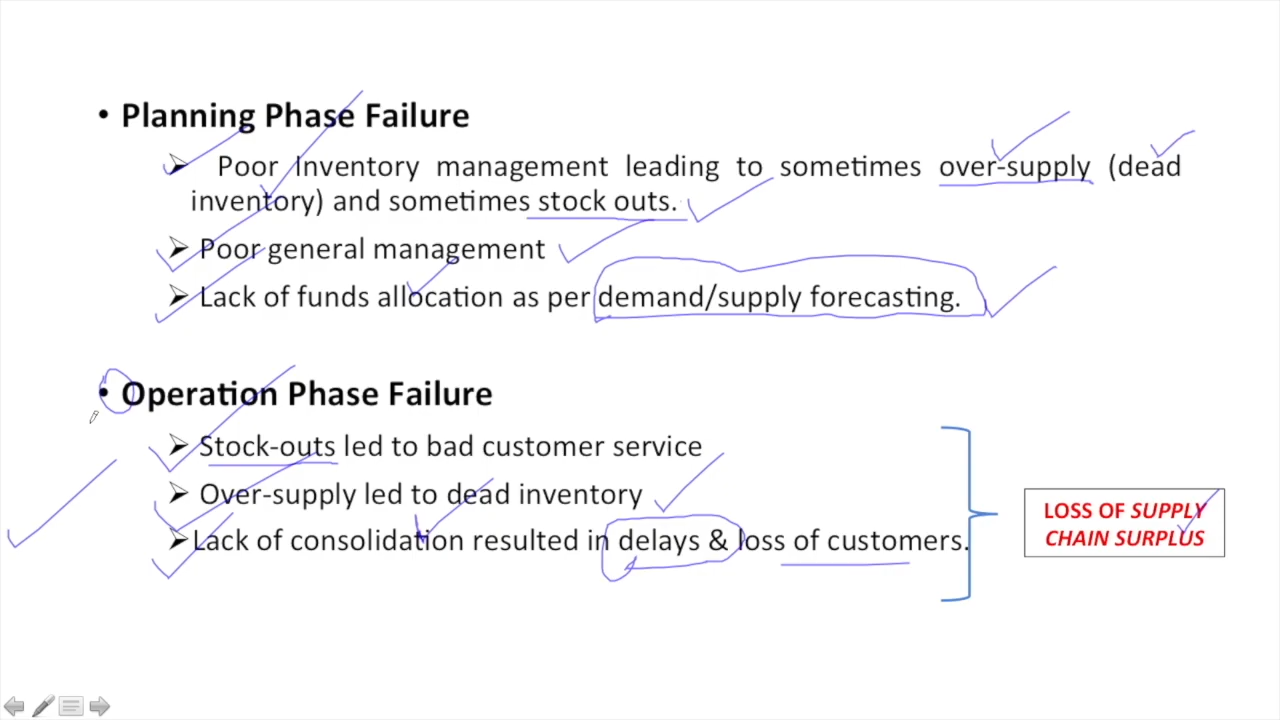 • Planning Phase Failure
➢ Poor Inventory management leading to sometimes over-supply (dead
inventory) and sometimes stock outs.
➢ Poor general management
➢ Lack of funds allocation as per demand/supply forecasting.
• Operation Phase Failure
➢ Stock-outs led to bad customer service
➢ Over-supply led to dead inventory
➢ Lack of consolidation resulted in delays & loss of customers.
LOSS OF SUPPLY
CHAIN SURPLUS